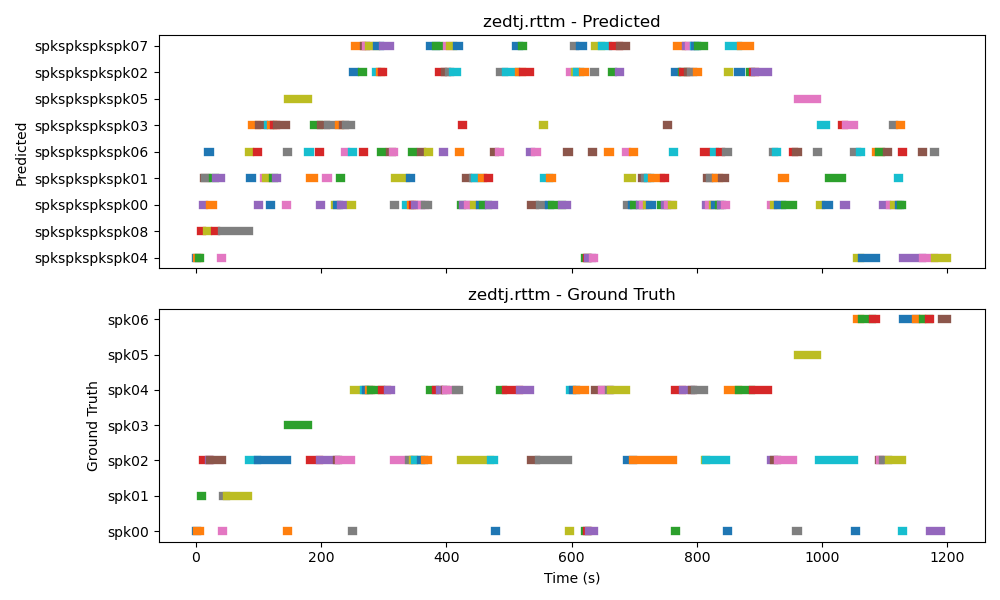 zedtj.rttm - Predicted
Predicted
spkspkspkspk07
spkspkspkspk02
spkspkspkspk05
spkspkspkspk03
spkspkspkspk06
spkspkspkspk01
spkspkspkspk00
spkspkspkspk08
spkspkspkspk04
zedtj.rttm - Ground Truth
Ground Truth
spk06
spk05
spk04
spk03
spk02
spk01
spk00
0 200 400 600 800 1000 1200
Time (s)